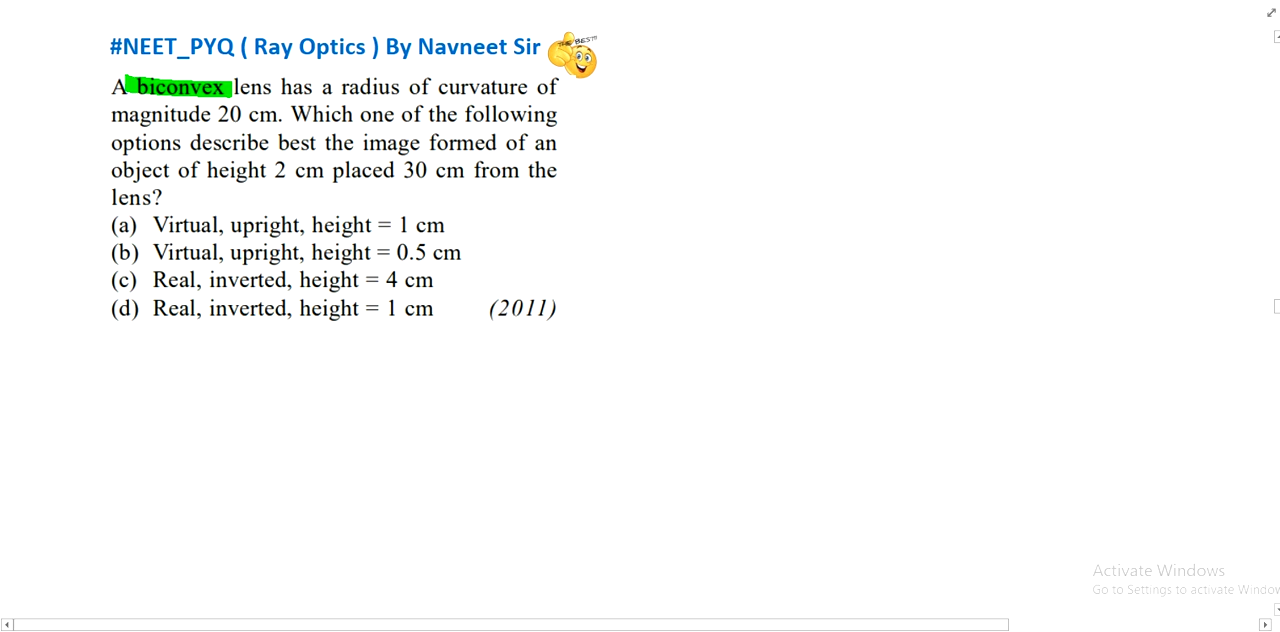 #NEET_PYQ ( Ray Optics ) By Navneet Sir
THE BEST!!!
A biconvex lens has a radius of curvature of
magnitude 20 cm. Which one of the following
options describe best the image formed of an
object of height 2 cm placed 30 cm from the
lens?
(a) Virtual, upright, height = 1 cm
(b) Virtual, upright, height = 0.5 cm
(c) Real, inverted, height = 4 cm
(d) Real, inverted, height = 1 cm (2011)
Activate Windows
Go to Settings to activate Window